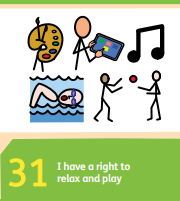 31
I have a right to
relax and play